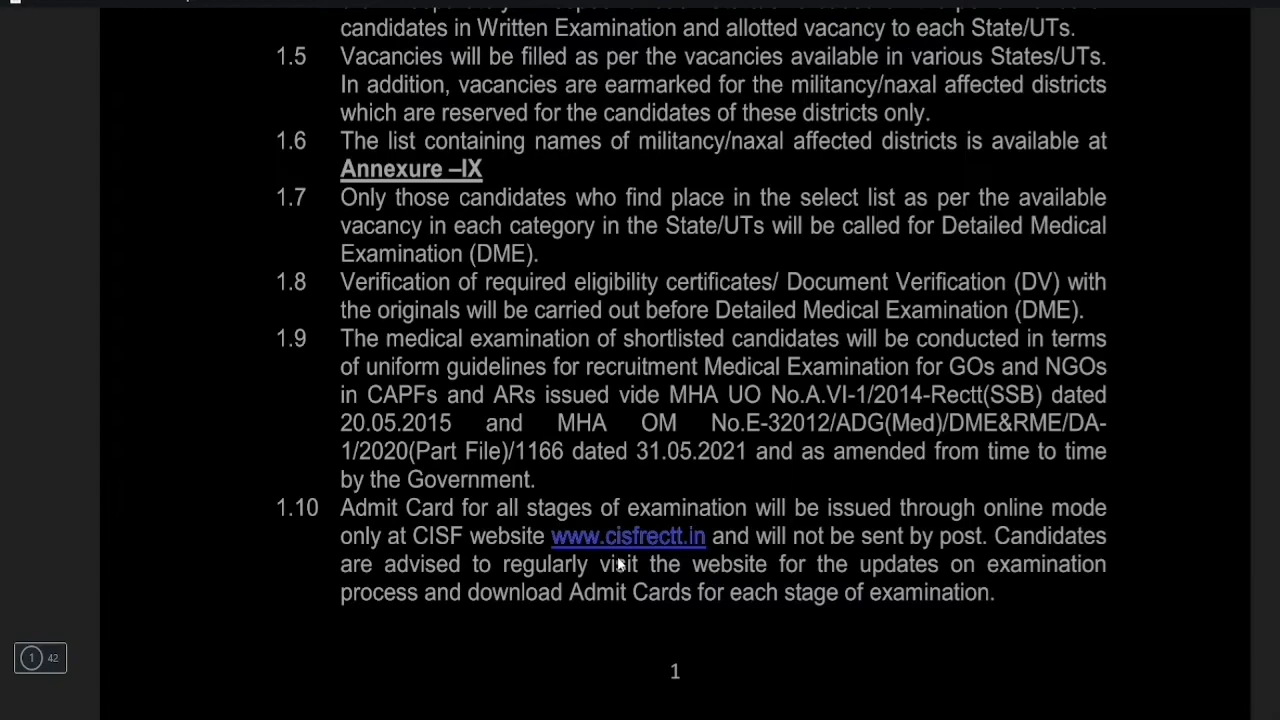 candidates in Written Examination and allotted vacancy to each State/UTs.
1.5 Vacancies will be filled as per the vacancies available in various States/UTs.
In addition, vacancies are earmarked for the militancy/naxal affected districts
which are reserved for the candidates of these districts only.
1.6 The list containing names of militancy/naxal affected districts is available at
Annexure –IX
1.7 Only those candidates who find place in the select list as per the available
vacancy in each category in the State/UTs will be called for Detailed Medical
Examination (DME).
1.8 Verification of required eligibility certificates/ Document Verification (DV) with
the originals will be carried out before Detailed Medical Examination (DME).
1.9 The medical examination of shortlisted candidates will be conducted in terms
of uniform guidelines for recruitment Medical Examination for GOs and NGOs
in CAPFs and ARs issued vide MHA UO No.A.VI-1/2014-Rectt(SSB) dated
20.05.2015 and MHA OM No.E-32012/ADG(Med)/DME&RME/DA-
1/2020(Part File)/1166 dated 31.05.2021 and as amended from time to time
by the Government.
1.10 Admit Card for all stages of examination will be issued through online mode
only at CISF website www.cisfrectt.in and will not be sent by post. Candidates
are advised to regularly visit the website for the updates on examination
process and download Admit Cards for each stage of examination.
1 42
1